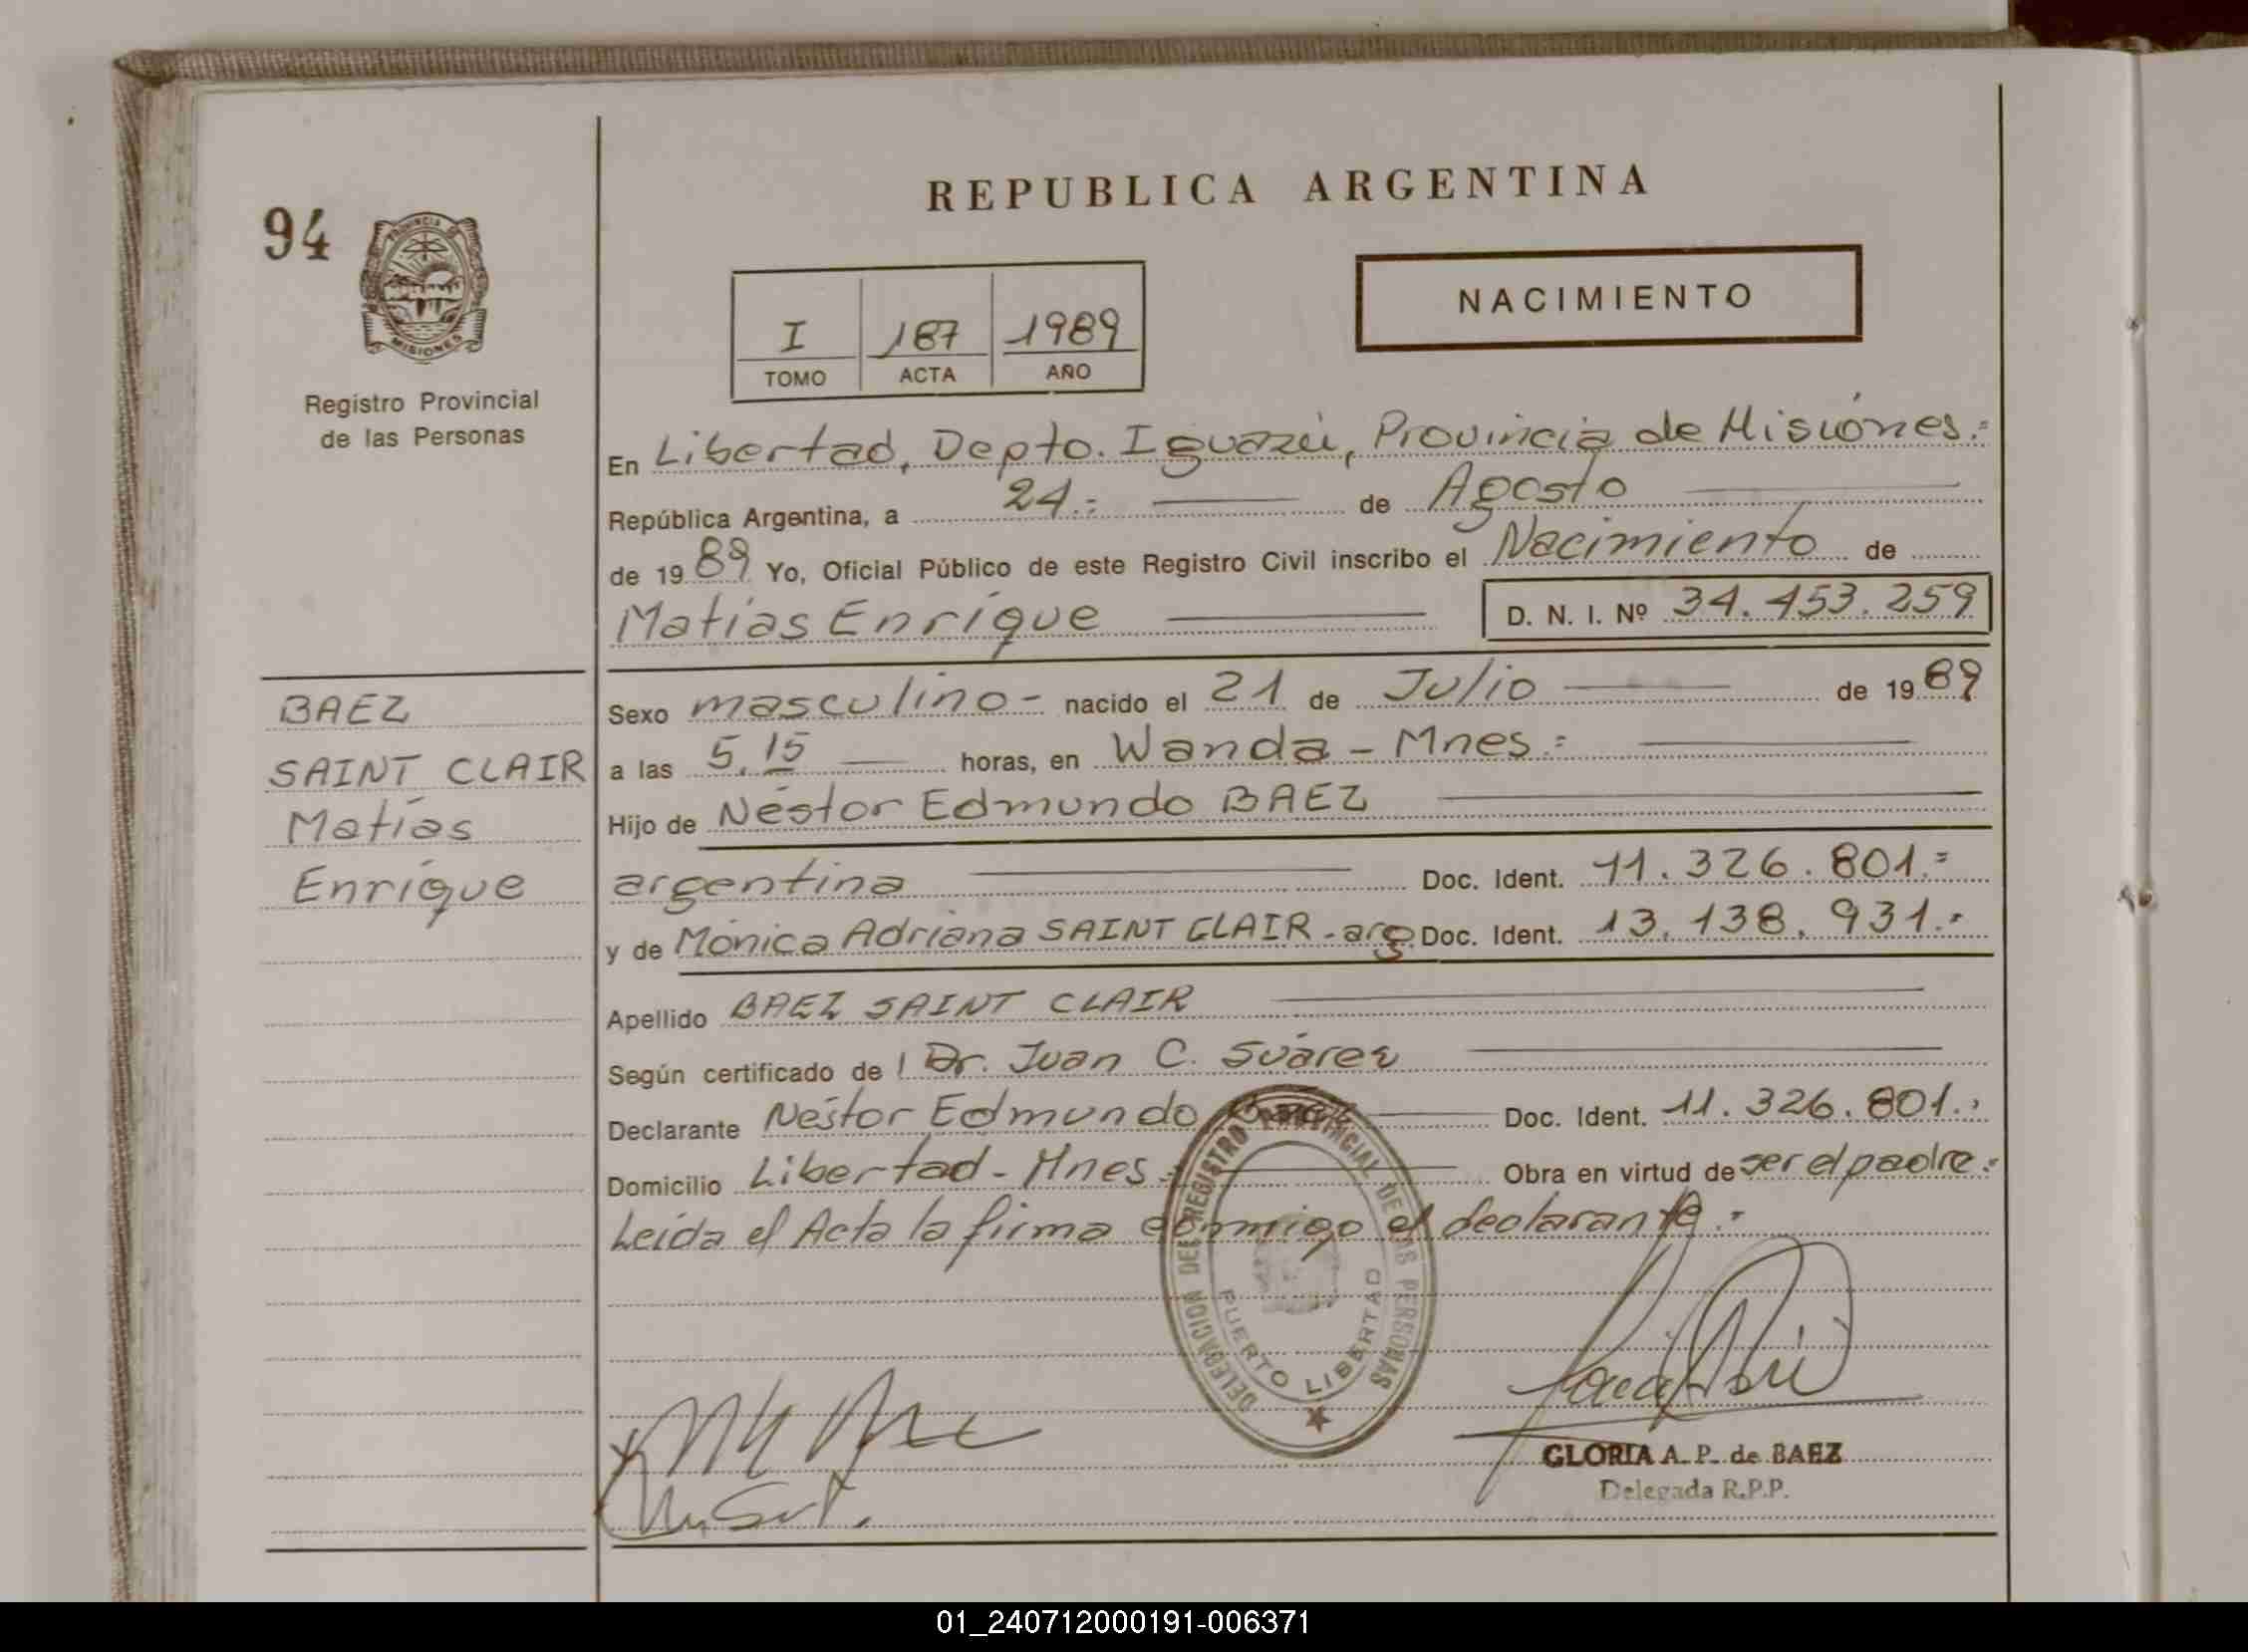 REPUBLICA ARGENTINA
94
PROVINCIA DE
MISIONES
Registro Provincial
de las Personas
NACIMIENTO
I 187 1989
TOMO ACTA AÑO
En Libertad, Depto. Iguazú, Provincia de Misiones.=
República Argentina, a 24.= de Agosto
de 1989 Yo, Oficial Público de este Registro Civil inscribo el Nacimiento de
Matías Enrique D. N. I. Nº 34.453.259
BAEZ
SAINT CLAIR
Matías
Enrique
Sexo masculino- nacido el 21 de Julio de 1989
a las 5,15 horas, en Wanda - Mnes.=
Hijo de Néstor Edmundo BAEZ
argentina Doc. Ident. 11.326.801.=
y de Mónica Adriana SAINT CLAIR - arg Doc. Ident. 13.138.931.-
Apellido BAEZ SAINT CLAIR
Según certificado de l Dr. Juan C. Suárez
Declarante Néstor Edmundo Baez Doc. Ident. 11.326.801.-
Domicilio Libertad - Mnes.= Obra en virtud de ser el padre.=
Leída el Acta la firma conmigo el declarante.-
DELEGACION DEL REGISTRO PROVINCIAL DE LAS PERSONAS
PUERTO LIBERTAD
GLORIA A. P. de BAEZ
Delegada R.P.P.
01_240712000191-006371